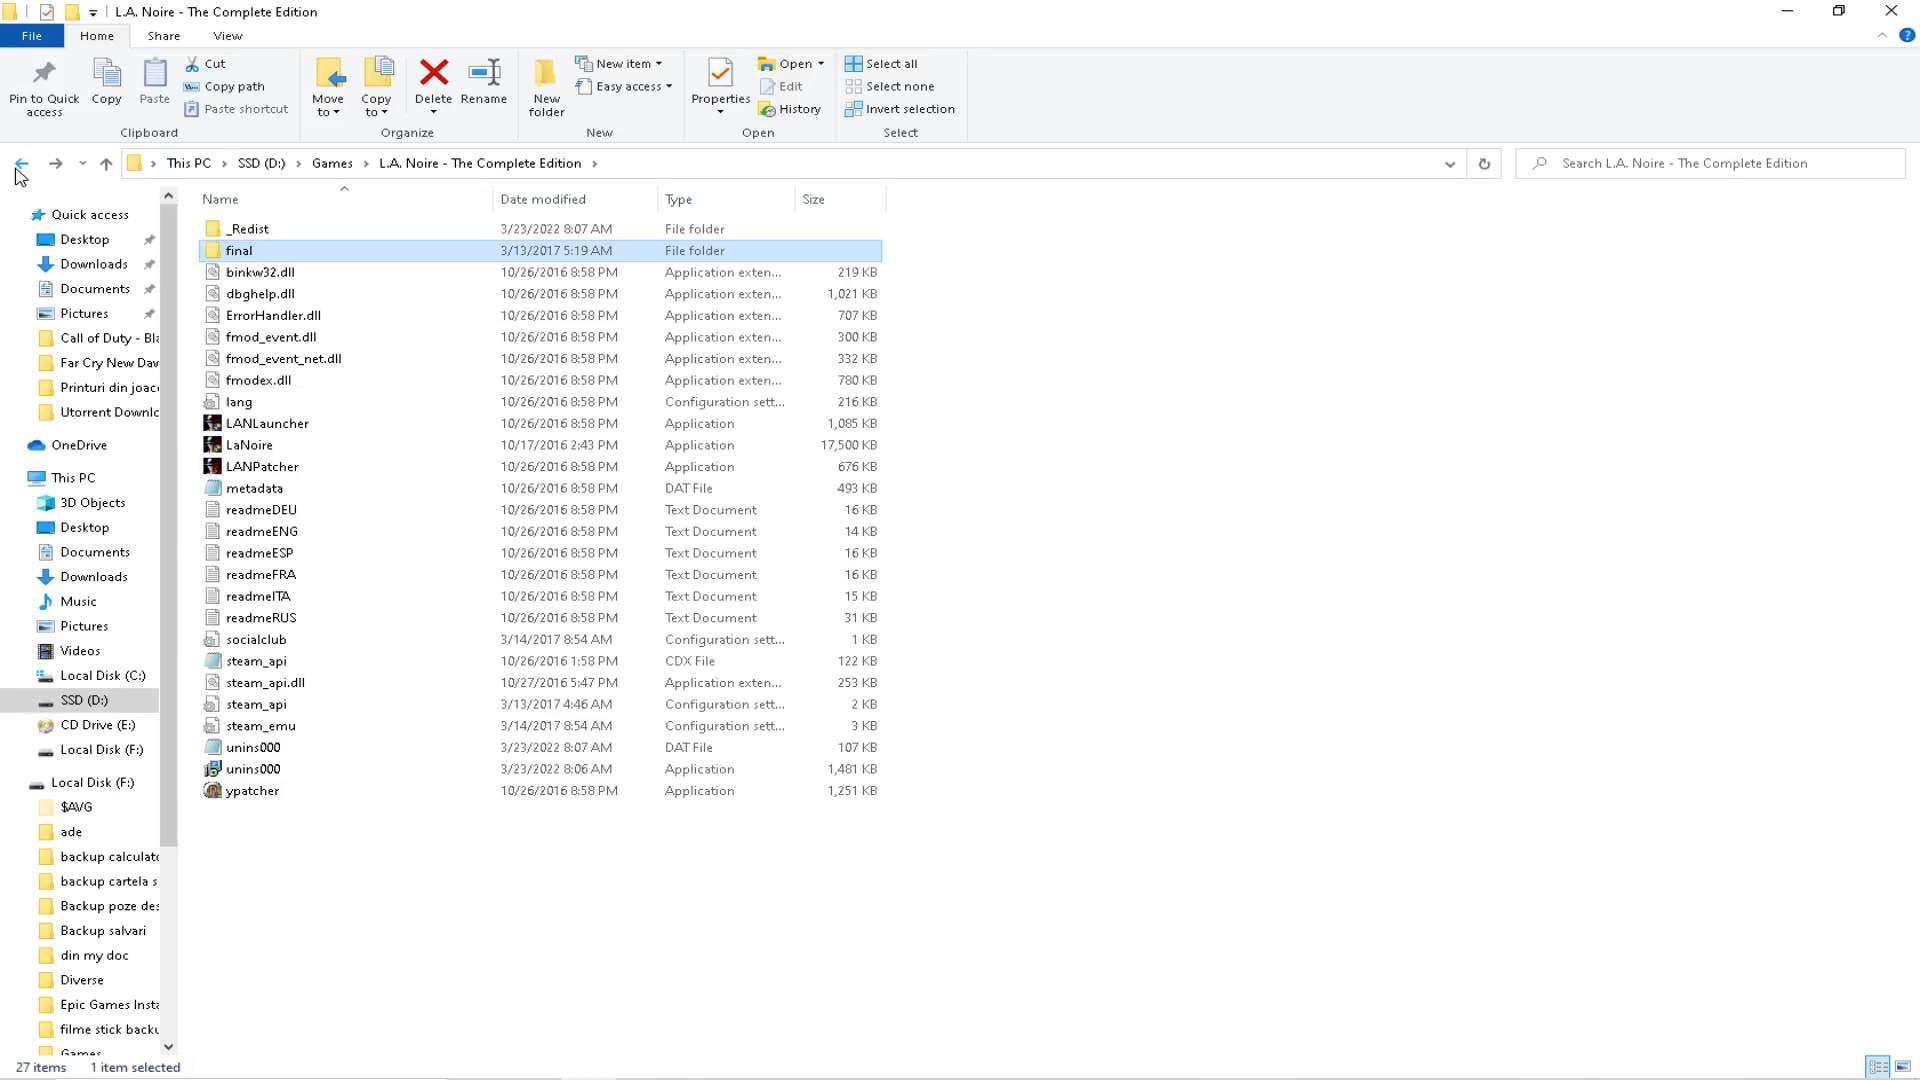 L.A. Noire - The Complete Edition
File Home Share View
Pin to Quick access
Copy
Paste
Cut
Copy path
Paste shortcut
Clipboard
Move to
Copy to
Delete
Rename
Organize
New folder
New item
Easy access
New
Properties
Open
Edit
History
Open
Select all
Select none
Invert selection
Select
This PC > SSD (D:) > Games > L.A. Noire - The Complete Edition >
Search L.A. Noire - The Complete Edition
Quick access
Desktop
Downloads
Documents
Pictures
Call of Duty - Bla
Far Cry New Daw
Printuri din joac
Utorrent Downlo
OneDrive
This PC
3D Objects
Desktop
Documents
Downloads
Music
Pictures
Videos
Local Disk (C:)
SSD (D:)
CD Drive (E:)
Local Disk (F:)
Local Disk (F:)
$AVG
ade
backup calculato
backup cartela s
Backup poze des
Backup salvari
din my doc
Diverse
Epic Games Insta
filme stick backu
Games
Name Date modified Type Size
_Redist 3/23/2022 8:07 AM File folder
final 3/13/2017 5:19 AM File folder
binkw32.dll 10/26/2016 8:58 PM Application exten... 219 KB
dbghelp.dll 10/26/2016 8:58 PM Application exten... 1,021 KB
ErrorHandler.dll 10/26/2016 8:58 PM Application exten... 707 KB
fmod_event.dll 10/26/2016 8:58 PM Application exten... 300 KB
fmod_event_net.dll 10/26/2016 8:58 PM Application exten... 332 KB
fmodex.dll 10/26/2016 8:58 PM Application exten... 780 KB
lang 10/26/2016 8:58 PM Configuration sett... 216 KB
LANLauncher 10/26/2016 8:58 PM Application 1,085 KB
LaNoire 10/17/2016 2:43 PM Application 17,500 KB
LANPatcher 10/26/2016 8:58 PM Application 676 KB
metadata 10/26/2016 8:58 PM DAT File 493 KB
readmeDEU 10/26/2016 8:58 PM Text Document 16 KB
readmeENG 10/26/2016 8:58 PM Text Document 14 KB
readmeESP 10/26/2016 8:58 PM Text Document 16 KB
readmeFRA 10/26/2016 8:58 PM Text Document 16 KB
readmeITA 10/26/2016 8:58 PM Text Document 15 KB
readmeRUS 10/26/2016 8:58 PM Text Document 31 KB
socialclub 3/14/2017 8:54 AM Configuration sett... 1 KB
steam_api 10/26/2016 1:58 PM CDX File 122 KB
steam_api.dll 10/27/2016 5:47 PM Application exten... 253 KB
steam_api 3/13/2017 4:46 AM Configuration sett... 2 KB
steam_emu 3/14/2017 8:54 AM Configuration sett... 3 KB
unins000 3/23/2022 8:07 AM DAT File 107 KB
unins000 3/23/2022 8:06 AM Application 1,481 KB
ypatcher 10/26/2016 8:58 PM Application 1,251 KB
27 items 1 item selected